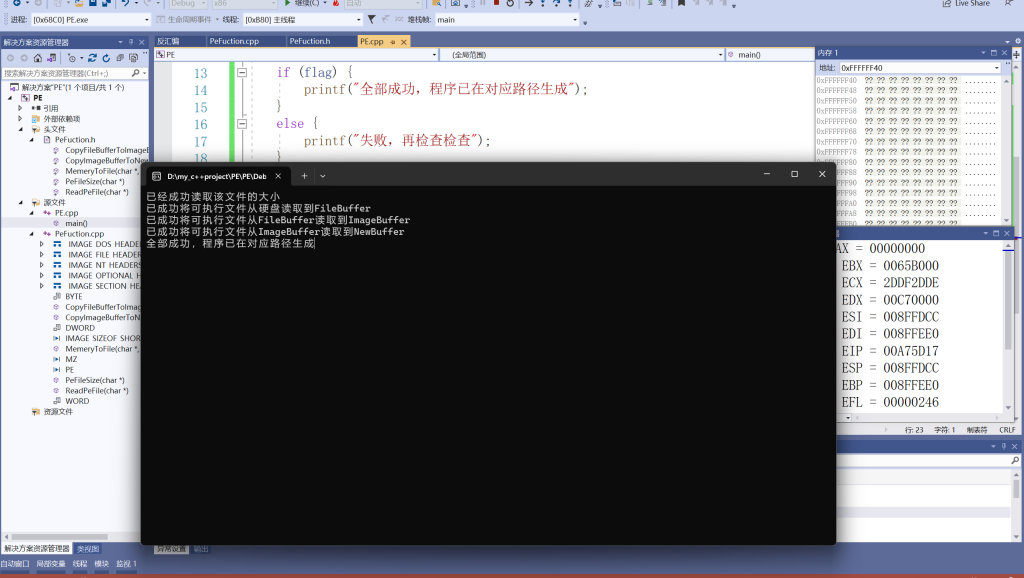 Debug
x86
继续(C)
自动
Live Share
进程: [0x68C0] PE.exe
生命周期事件
线程: [0xB80] 主线程
堆栈帧: main
解决方案资源管理器
搜索解决方案资源管理器(Ctrl+;)
解决方案"PE"(1 个项目/共 1 个)
PE
引用
外部依赖项
头文件
PeFuction.h
CopyFileBufferToImageB
CopyImageBufferToNew
MemeryToFile(char *,
PeFileSize(char *)
ReadPeFile(char *)
源文件
PE.cpp
main()
PeFuction.cpp
IMAGE DOS HEADE
IMAGE FILE HEADER
IMAGE NT HEADERS
IMAGE OPTIONAL H
IMAGE SECTION HEA
BYTE
CopyFileBufferToImag
CopyImageBufferToN
DWORD
IMAGE SIZEOF SHOR
MemeryToFile(char *,
MZ
PE
PeFileSize(char *)
ReadPeFile(char *)
WORD
资源文件
解决方案资源管理器 类视图
自动窗口 局部变量 线程 模块 监视 1
反汇编 PeFuction.cpp PeFuction.h PE.cpp
PE (全局范围) main()
13 if (flag) {
14 printf("全部成功, 程序已在对应路径生成");
15 }
16 else {
17 printf("失败, 再检查检查");
18 }
D:\my_c++project\PE\PE\Deb
已经成功读取该文件的大小
已成功将可执行文件从硬盘读取到FileBuffer
已成功将可执行文件从FileBuffer读取到ImageBuffer
已成功将可执行文件从ImageBuffer读取到NewBuffer
全部成功, 程序已在对应路径生成
内存 1
地址: 0xFFFFFF40
0xFFFFFF40 ?? ?? ?? ?? ?? ?? ?? ?? ........
0xFFFFFF48 ?? ?? ?? ?? ?? ?? ?? ?? ........
0xFFFFFF50 ?? ?? ?? ?? ?? ?? ?? ?? ........
0xFFFFFF58 ?? ?? ?? ?? ?? ?? ?? ?? ........
0xFFFFFF60 ?? ?? ?? ?? ?? ?? ?? ?? ........
0xFFFFFF68 ?? ?? ?? ?? ?? ?? ?? ?? ........
0xFFFFFF70 ?? ?? ?? ?? ?? ?? ?? ?? ........
0xFFFFFF78 ?? ?? ?? ?? ?? ?? ?? ?? ........
?? ?? ?? ?? ?? ?? ?? ?? ........
?? ?? ?? ?? ?? ?? ?? ?? ........
?? ?? ?? ?? ?? ?? ?? ?? ........
?? ?? ?? ?? ?? ?? ?? ?? ........
?? ?? ?? ?? ?? ?? ?? ?? ........
?? ?? ?? ?? ?? ?? ?? ?? ........
?? ?? ?? ?? ?? ?? ?? ?? ........
AX = 00000000
EBX = 0065B000
ECX = 2DDF2DDE
EDX = 00C70000
ESI = 008FFDCC
EDI = 008FFEE0
EIP = 00A75D17
ESP = 008FFDCC
EBP = 008FFEE0
EFL = 00000246
行: 23 字符: 1 制表符 CRLF
异常设置 输出